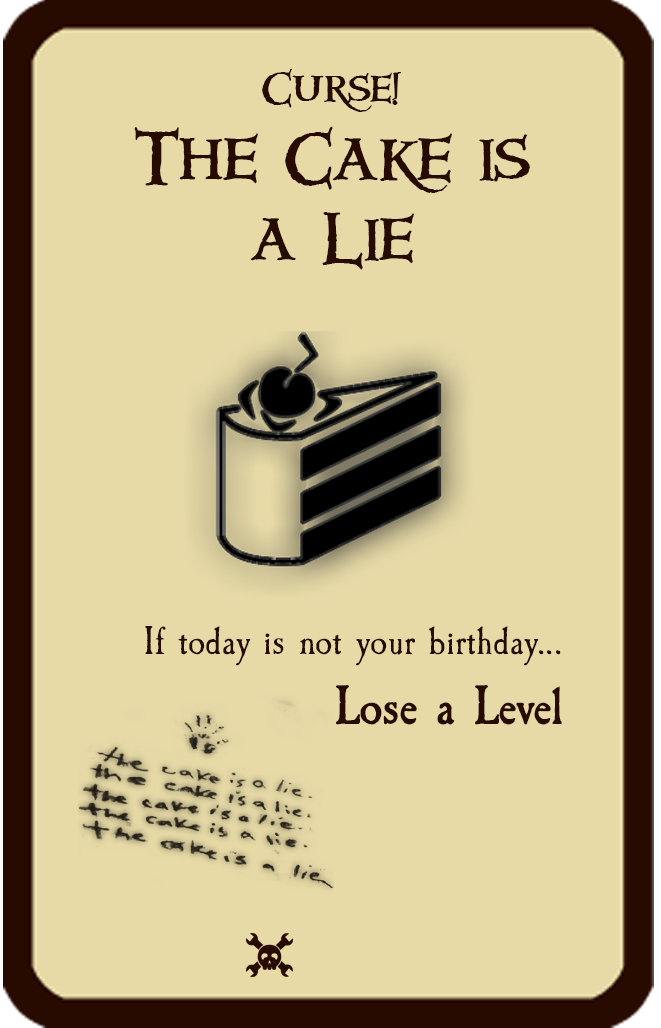 Curse!
The Cake is
a Lie
If today is not your birthday...
Lose a Level
the cake is a lie.
the cake is a lie.
the cake is a lie.
the cake is a lie.
the cake is a lie